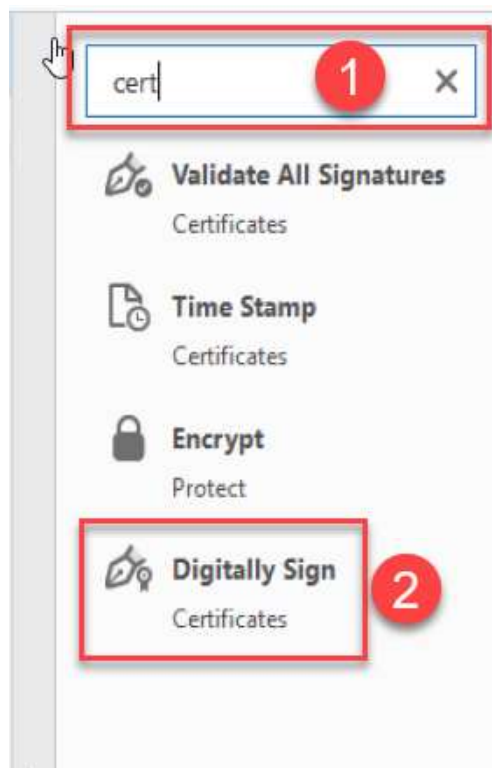 cert
1
Validate All Signatures
Certificates
Time Stamp
Certificates
Encrypt
Protect
Digitally Sign
Certificates
2